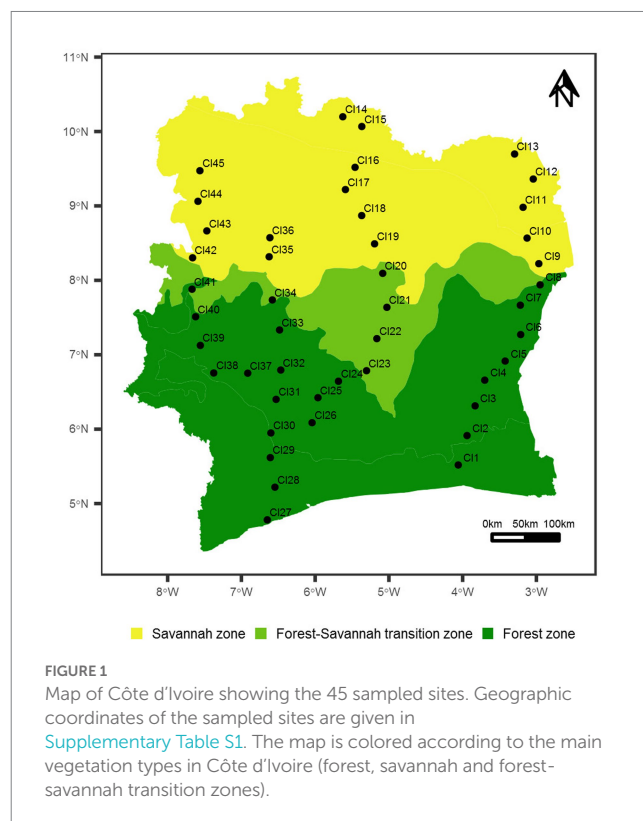 11°N
10°N
9°N
8°N
7°N
6°N
5°N
CI14
CI15
CI13
CI16
CI45
CI12
CI17
CI44
CI11
CI18
CI43
CI36
CI10
CI19
CI35
CI42
CI9
CI20
CI8
CI41
CI34
CI21
CI7
CI40
CI33
CI6
CI22
CI39
CI5
CI38
CI37
CI32
CI23
CI24
CI4
CI31
CI25
CI3
CI26
CI30
CI2
CI29
CI1
CI28
CI27
N
0km 50km 100km
8°W 7°W 6°W 5°W 4°W 3°W
Savannah zone Forest-Savannah transition zone Forest zone
FIGURE 1
Map of Côte d'Ivoire showing the 45 sampled sites. Geographic
coordinates of the sampled sites are given in
Supplementary Table S1. The map is colored according to the main
vegetation types in Côte d'Ivoire (forest, savannah and forest-
savannah transition zones).